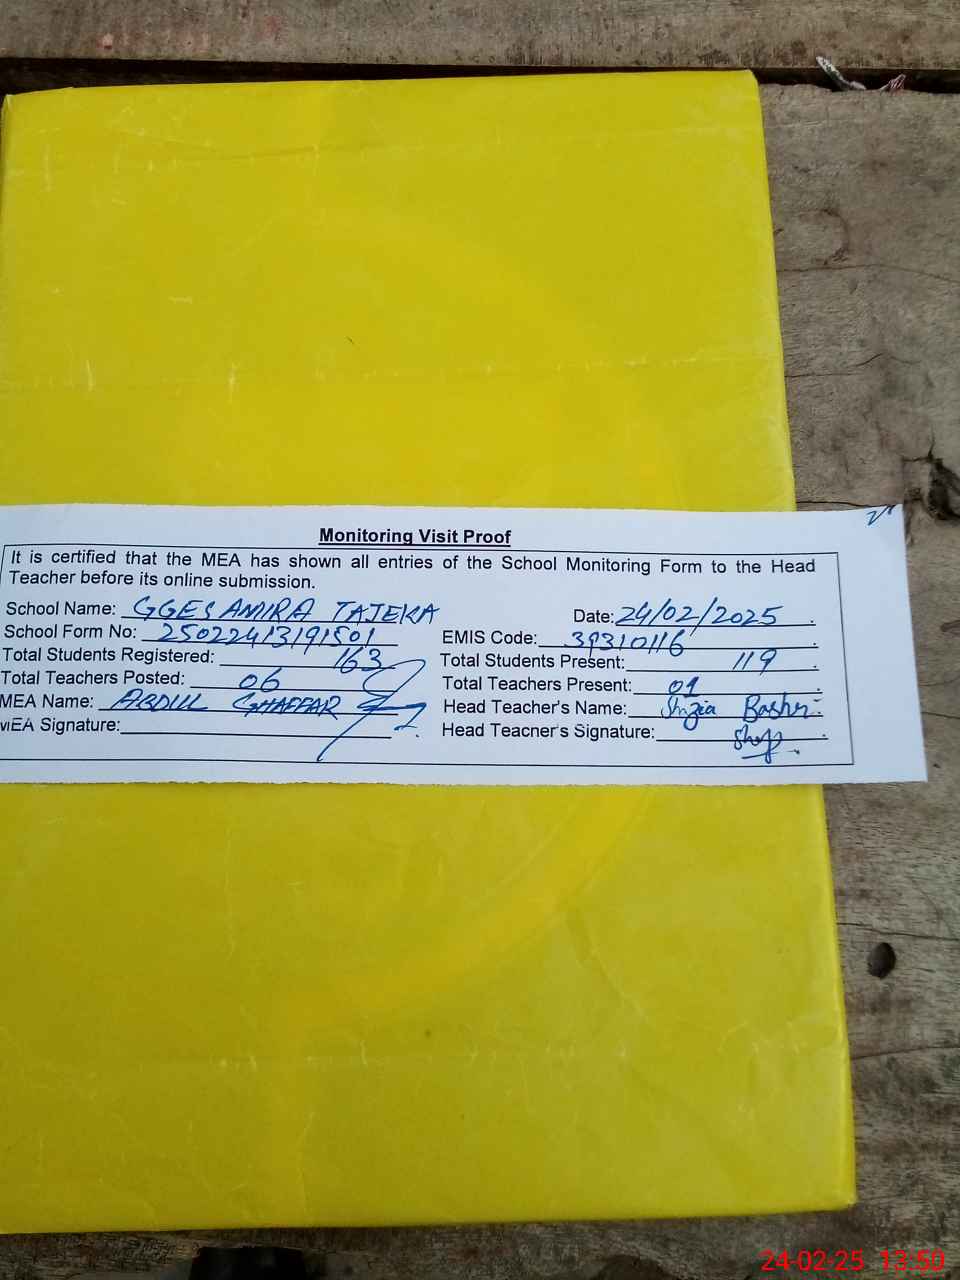 Monitoring Visit Proof
It is certified that the MEA has shown all entries of the School Monitoring Form to the Head
Teacher before its online submission.
School Name: GGES AMIRA TAJEKA Date: 24/02/2025
School Form No: 25022413191501 EMIS Code: 39310116
Total Students Registered: 163 Total Students Present: 119
Total Teachers Posted: 06 Total Teachers Present: 01
MEA Name: ABDUL GHAFFAR Head Teacher's Name: Bashir
MEA Signature: Head Teacher's Signature:
24-02-25 13:50